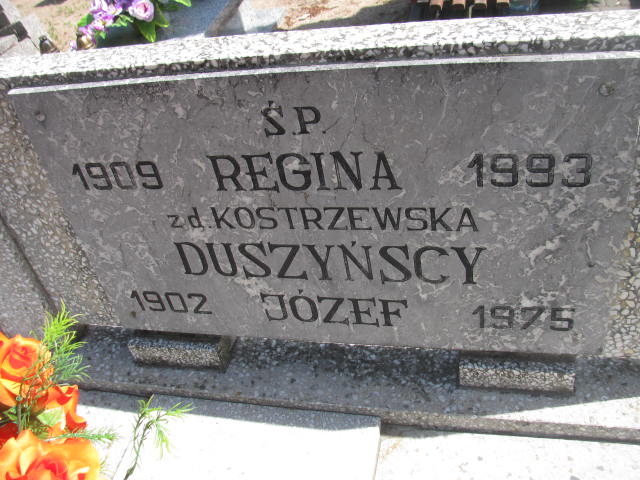 Ś.P.
1909 REGINA 1993
z d. KOSTRZEWSKA
DUSZYŃSCY
1902 JÓZEF 1975